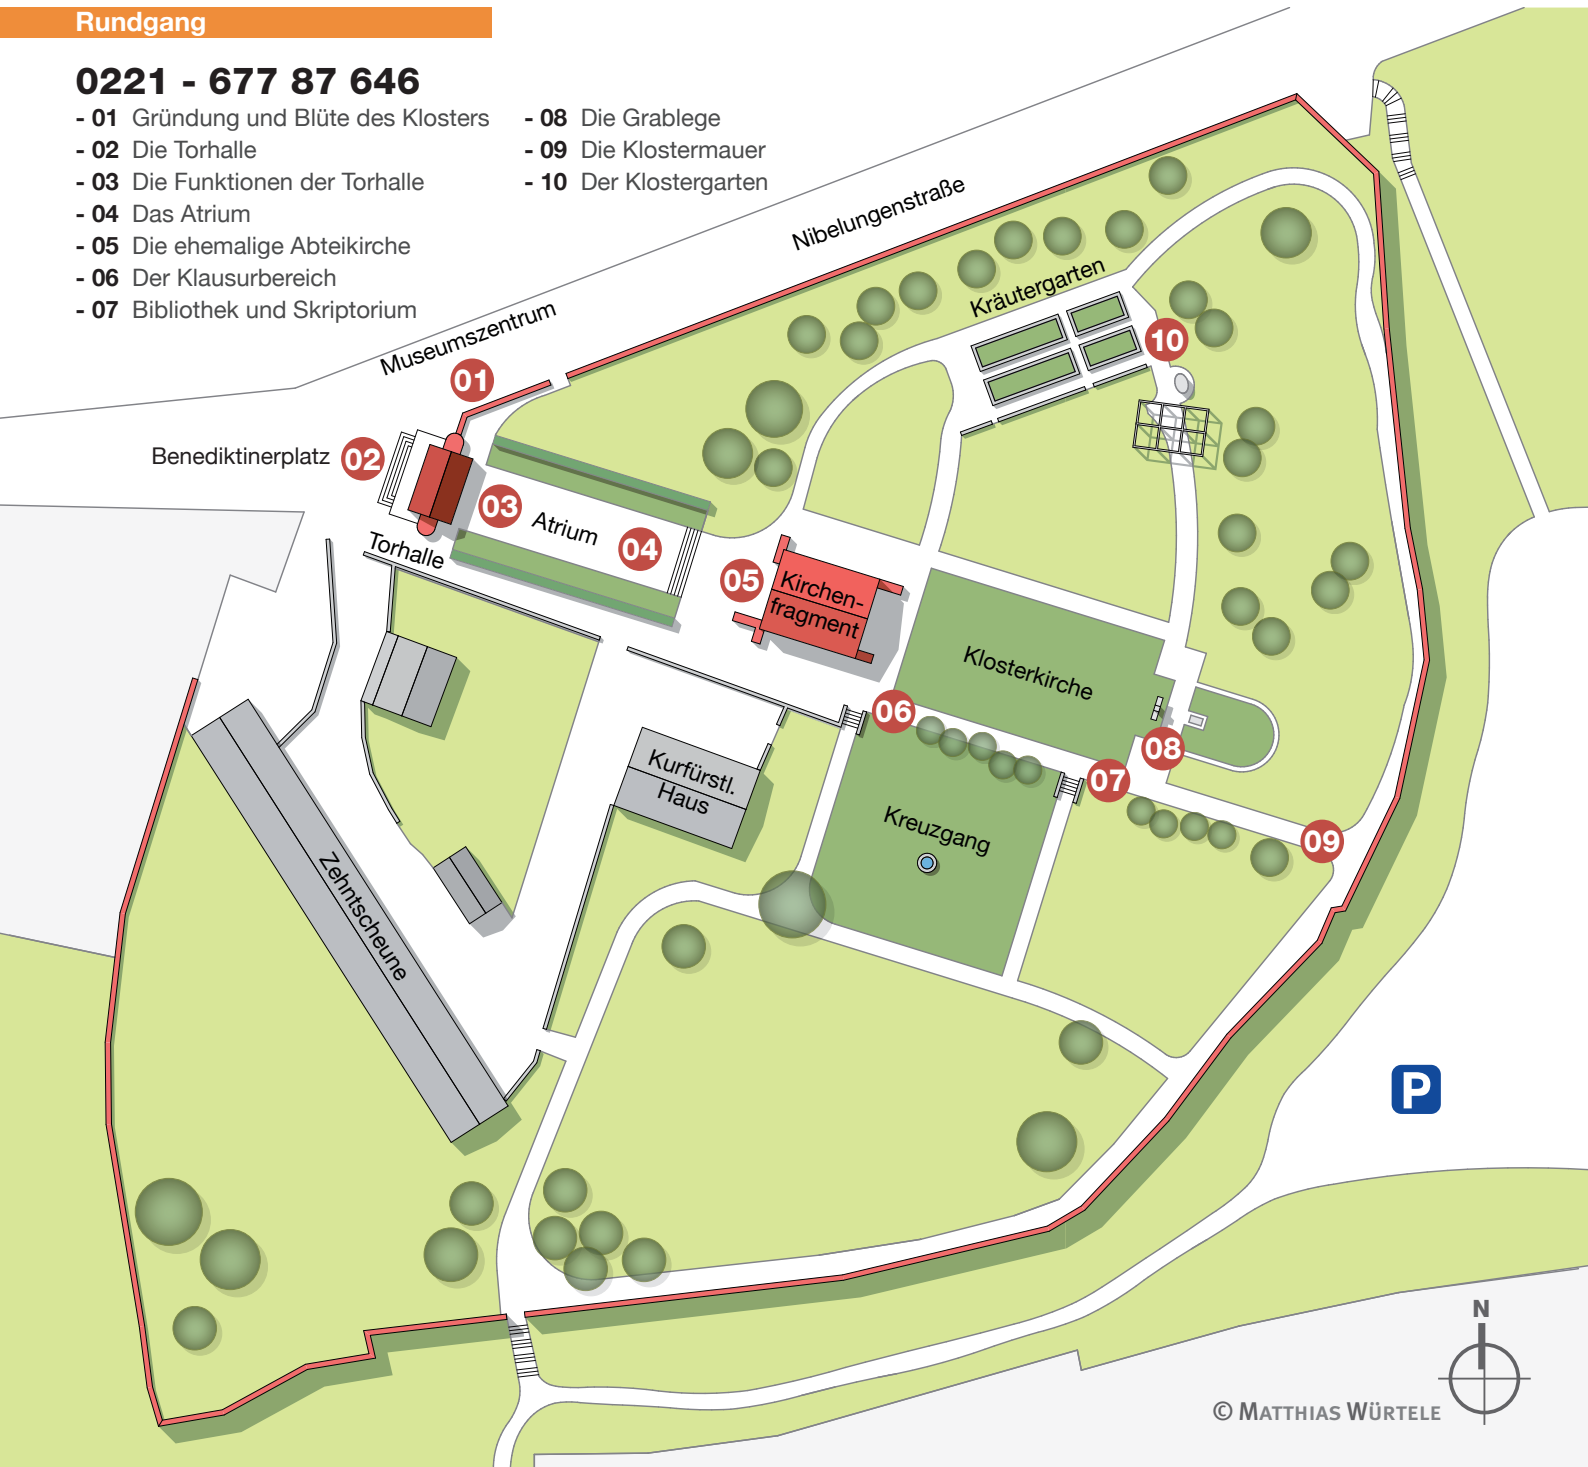 Rundgang
0221 - 677 87 646
- 01 Gründung und Blüte des Klosters
- 02 Die Torhalle
- 03 Die Funktionen der Torhalle
- 04 Das Atrium
- 05 Die ehemalige Abteikirche
- 06 Der Klausurbereich
- 07 Bibliothek und Skriptorium
- 08 Die Grablege
- 09 Die Klostermauer
- 10 Der Klostergarten
Nibelungenstraße
Kräutergarten
Museumszentrum
10
01
Benediktinerplatz
02
03
Atrium
04
Torhalle
05
Kirchen-
fragment
Klosterkirche
06
08
07
Kurfürstl.
Haus
Kreuzgang
09
Zehntscheune
P
N
© MATTHIAS WÜRTELE